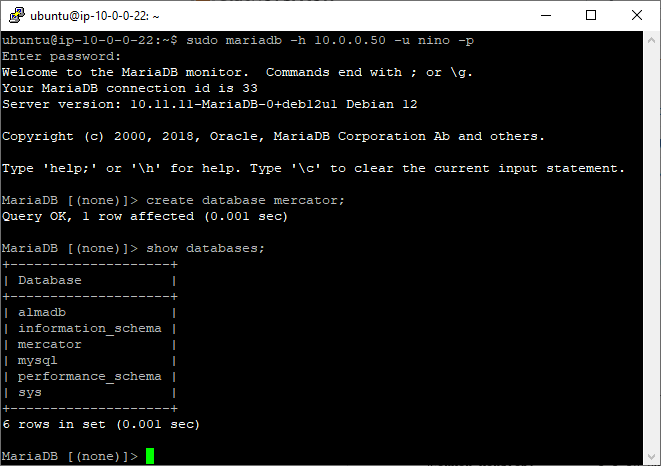 ubuntu@ip-10-0-0-22: ~
ubuntu@ip-10-0-0-22:~$ sudo mariadb -h 10.0.0.50 -u nino -p
Enter password:
Welcome to the MariaDB monitor.  Commands end with ; or \g.
Your MariaDB connection id is 33
Server version: 10.11.11-MariaDB-0+deb12u1 Debian 12
Copyright (c) 2000, 2018, Oracle, MariaDB Corporation Ab and others.
Type 'help;' or '\h' for help. Type '\c' to clear the current input statement.
MariaDB [(none)]> create database mercator;
Query OK, 1 row affected (0.001 sec)
MariaDB [(none)]> show databases;
+--------------------+
| Database           |
+--------------------+
| almadb             |
| information_schema |
| mercator           |
| mysql              |
| performance_schema |
| sys                |
+--------------------+
6 rows in set (0.001 sec)
MariaDB [(none)]>